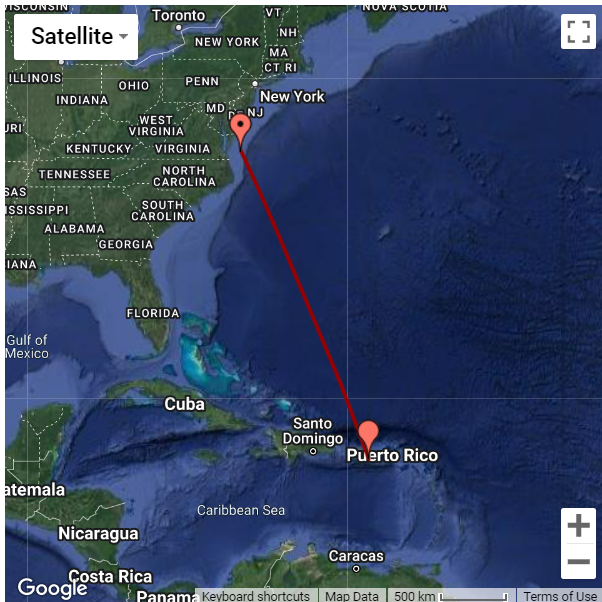 WISCONSIN
NOVA SCOTIA
Satellite
Toronto
VT.
NH
NEW YORK
MA
CT RI
ILLINOIS
OHIO
PENN
INDIANA
New York
MD
NJ
WEST
VIRGINIA
KENTUCKY
VIRGINIA
TENNESSEE
NORTH
CAROLINA
SAS
ISSISSIPPI
SOUTH
CAROLINA
ALABAMA
GEORGIA
IANA
FLORIDA
Gulf of
Mexico
Cuba
Santo
Domingo
Puerto Rico
atemala
Caribbean Sea
Nicaragua
Caracas
Costa Rica
Panama
Google
Keyboard shortcuts
Map Data
500 km
Terms of Use